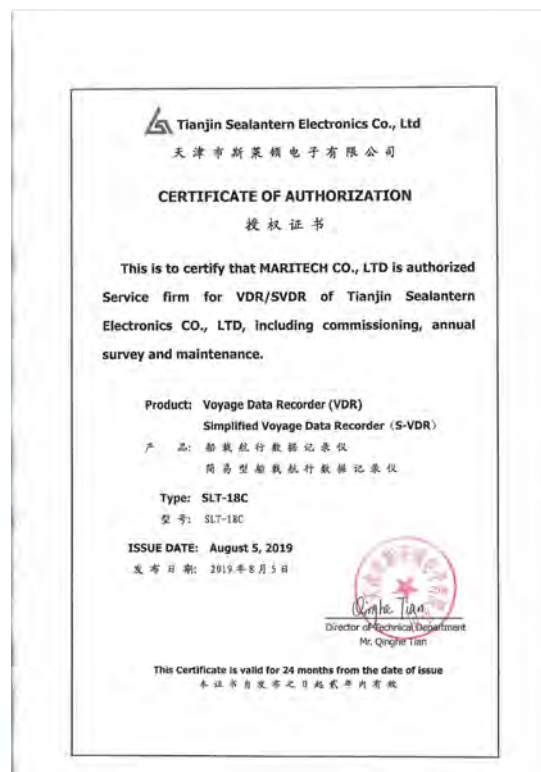 Tianjin Sealantern Electronics Co., Ltd
天津市斯莱顿电子有限公司
CERTIFICATE OF AUTHORIZATION
授权证书
This is to certify that MARITECH CO., LTD is authorized
Service firm for VDR/SVDR of Tianjin Sealantern
Electronics CO., LTD, including commissioning, annual
survey and maintenance.
Product: Voyage Data Recorder (VDR)
Simplified Voyage Data Recorder（S-VDR）
产 品: 船载航行数据记录仪
简易型船载航行数据记录仪
Type: SLT-18C
型号: SLT-18C
ISSUE DATE: August 5, 2019
发布日期: 2019年8月5日
Qinghe Tian
Director of Technical Department
Mr. Qinghe Tian
This Certificate is valid for 24 months from the date of issue
本证书自发布之日起贰年内有效